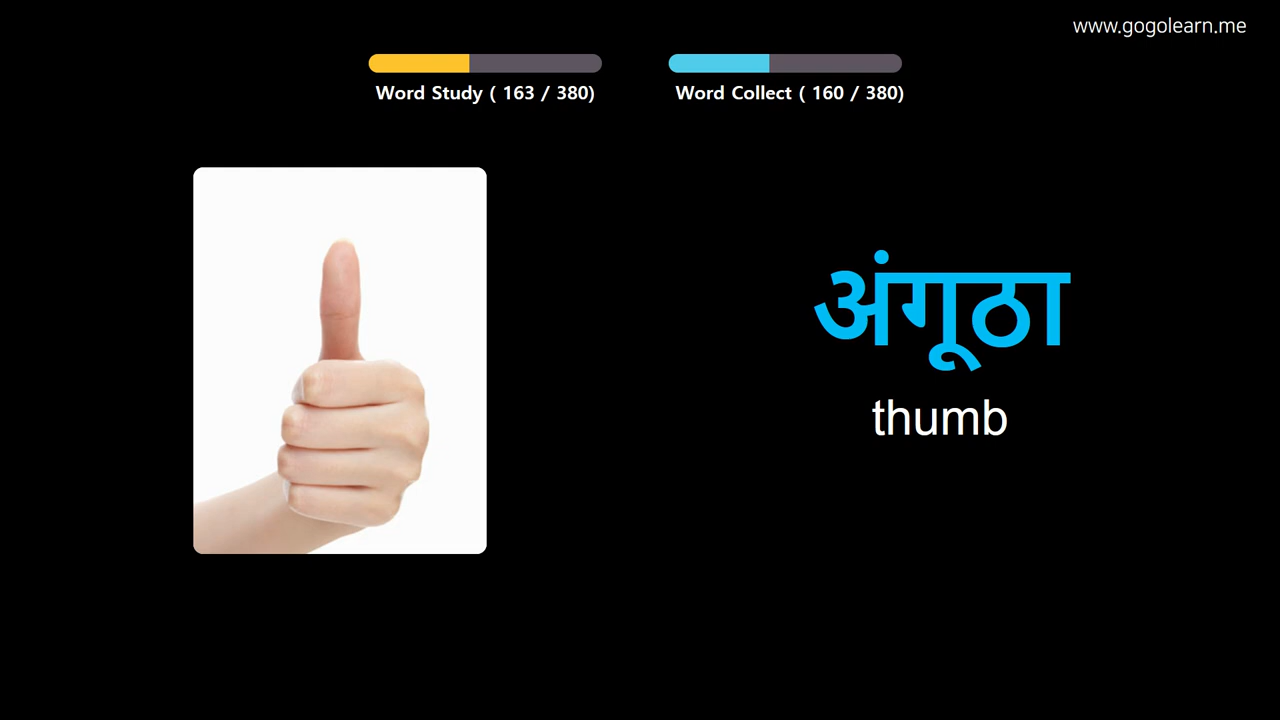 www.gogolearn.me
Word Study ( 163 / 380)
Word Collect ( 160 / 380)
अंगूठा
thumb